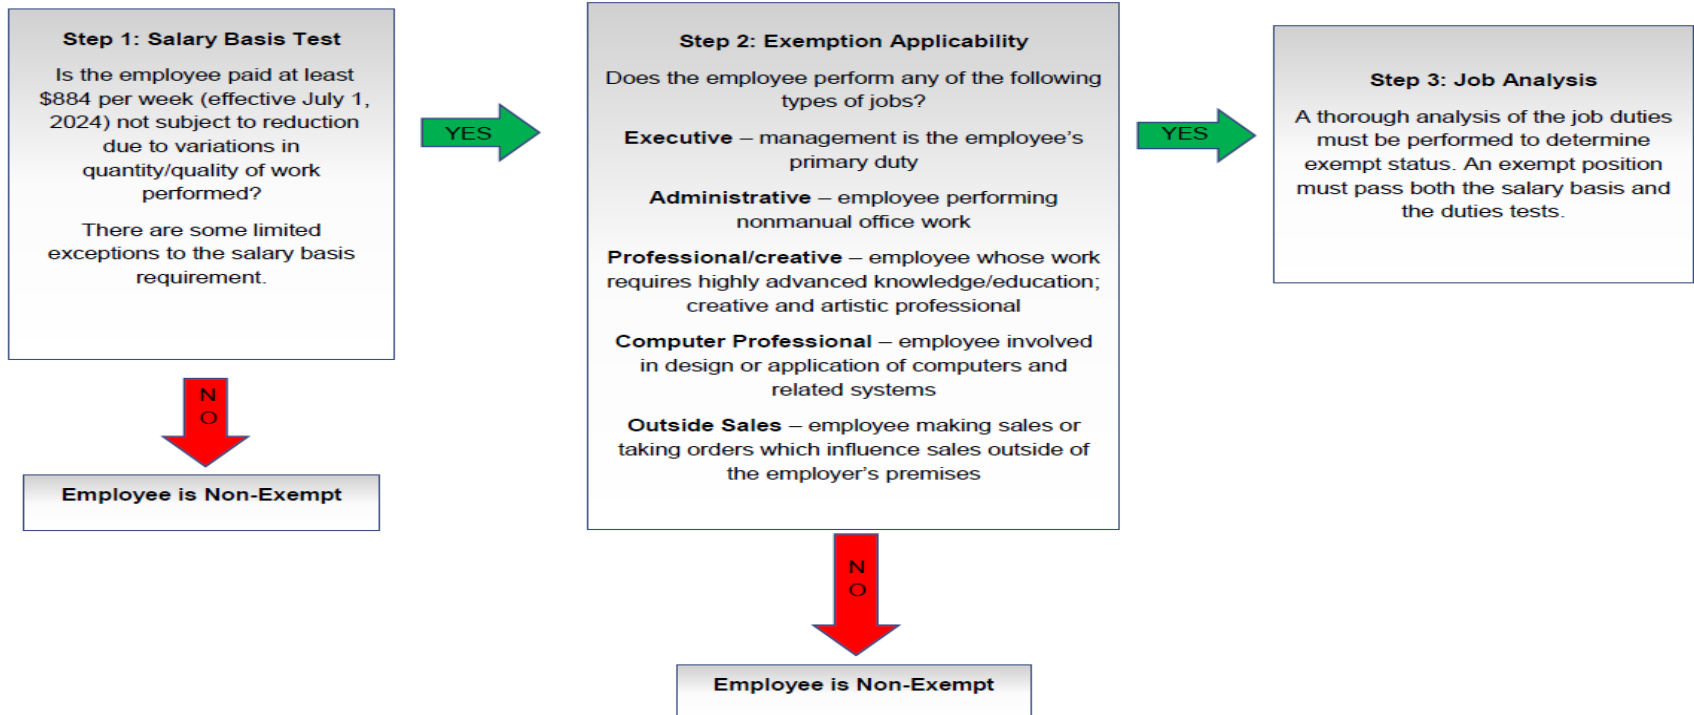 Step 1: Salary Basis Test
Is the employee paid at least
$884 per week (effective July 1,
2024) not subject to reduction
due to variations in
quantity/quality of work
performed?
There are some limited
exceptions to the salary basis
requirement.
YES
N
O
Employee is Non-Exempt
Step 2: Exemption Applicability
Does the employee perform any of the following
types of jobs?
Executive – management is the employee’s
primary duty
Administrative – employee performing
nonmanual office work
Professional/creative – employee whose work
requires highly advanced knowledge/education;
creative and artistic professional
Computer Professional – employee involved
in design or application of computers and
related systems
Outside Sales – employee making sales or
taking orders which influence sales outside of
the employer’s premises
YES
N
O
Employee is Non-Exempt
Step 3: Job Analysis
A thorough analysis of the job duties
must be performed to determine
exempt status. An exempt position
must pass both the salary basis and
the duties tests.